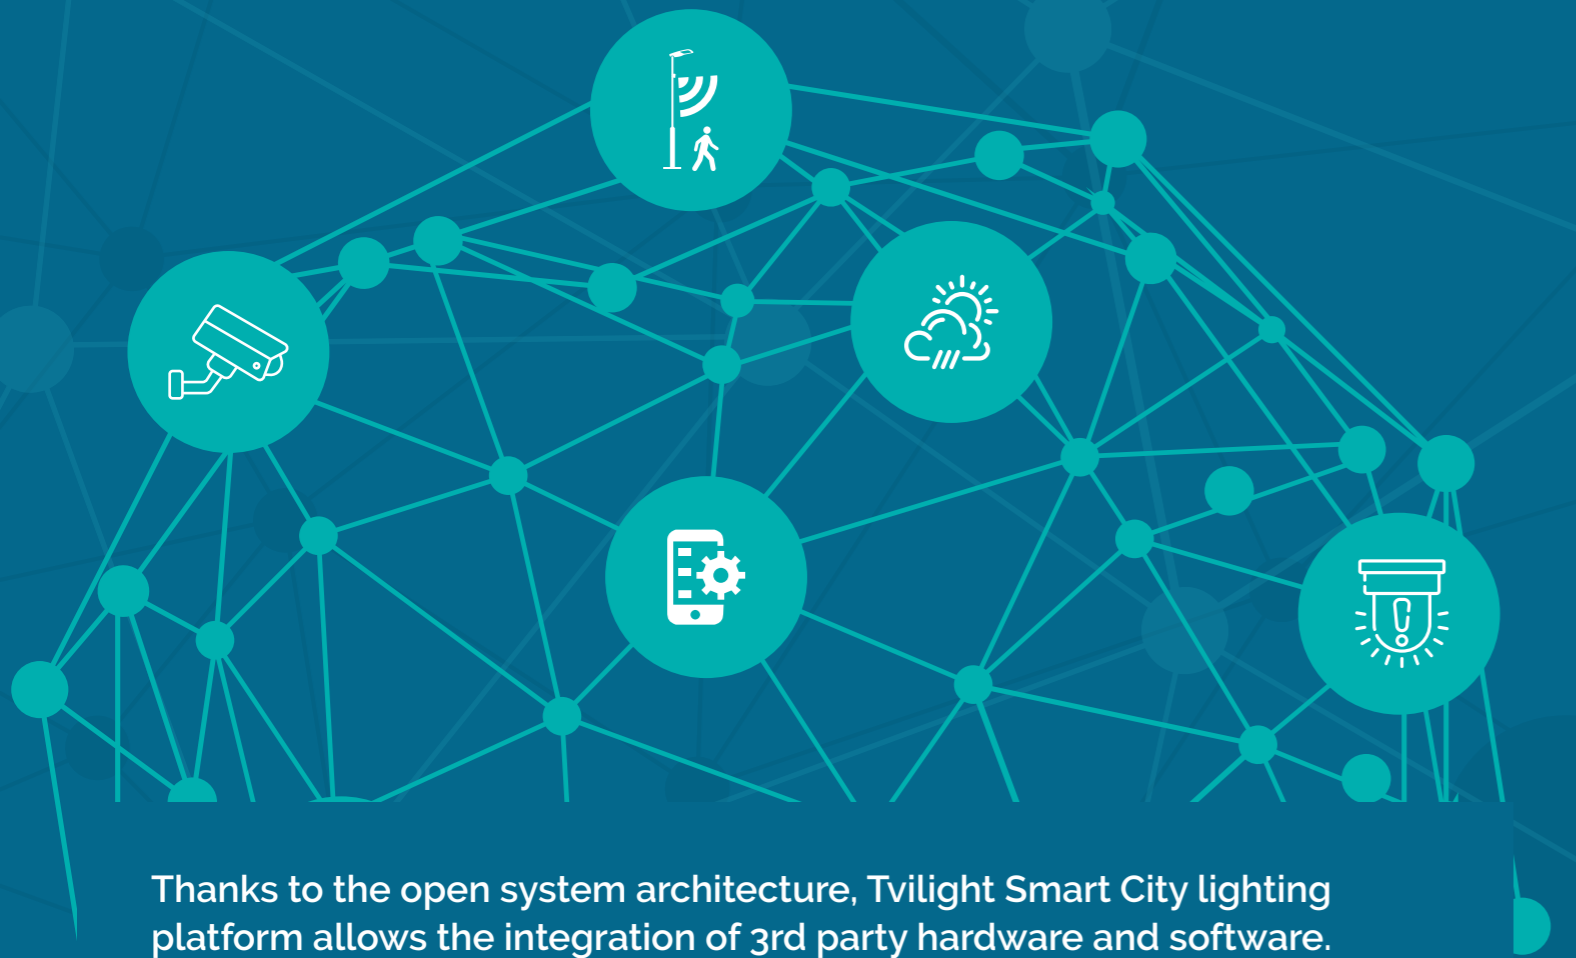 Thanks to the open system architecture, Tvilight Smart City lighting
platform allows the integration of 3rd party hardware and software.